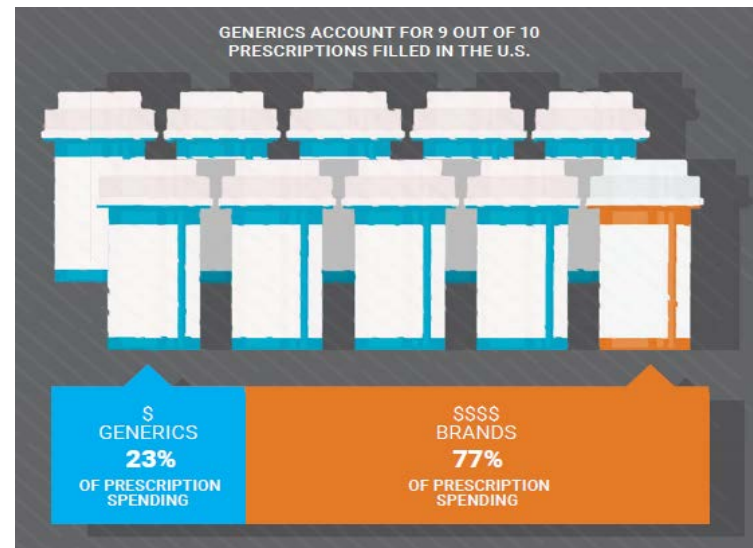 GENERICS ACCOUNT FOR 9 OUT OF 10
PRESCRIPTIONS FILLED IN THE U.S.
$
GENERICS
23%
OF PRESCRIPTION
SPENDING
$$$$
BRANDS
77%
OF PRESCRIPTION
SPENDING